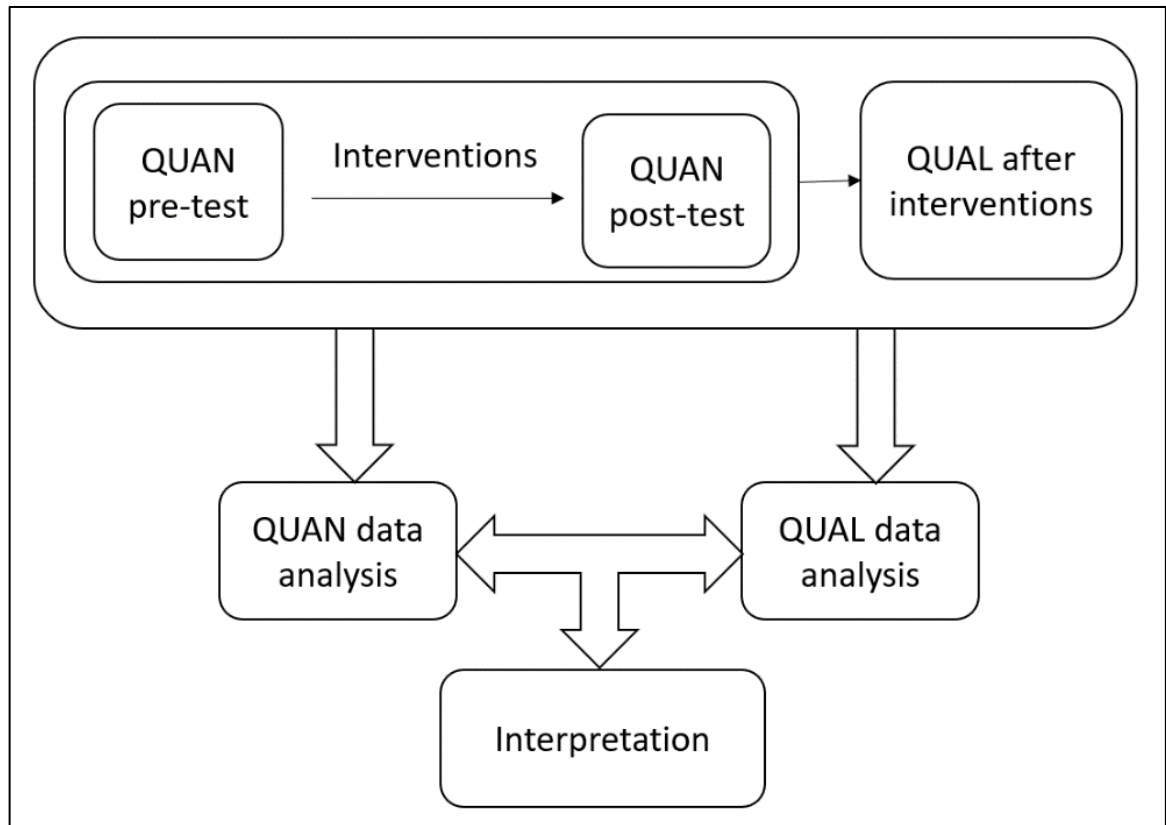 QUAN
pre-test
Interventions
QUAN
post-test
QUAL after
interventions
QUAN data
analysis
QUAL data
analysis
Interpretation